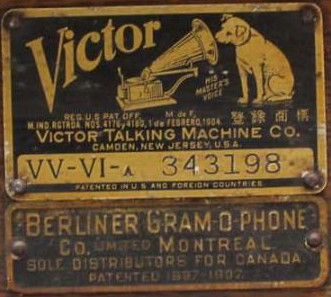 Victor
HIS
MASTER'S
VOICE
REG. U.S. PAT. OFF. M. de F.
M. IND. RGTRDA. NOS. 4176, 4180, 1 de FEBRERO, 1904. 登録商標
VICTOR TALKING MACHINE CO.
CAMDEN, NEW JERSEY, U.S.A.
VV-VI-A 343198
PATENTED IN U.S. AND FOREIGN COUNTRIES
BERLINER GRAM-O-PHONE
CO. LIMITED MONTREAL
SOLE DISTRIBUTORS FOR CANADA.
PATENTED 1897-1907.